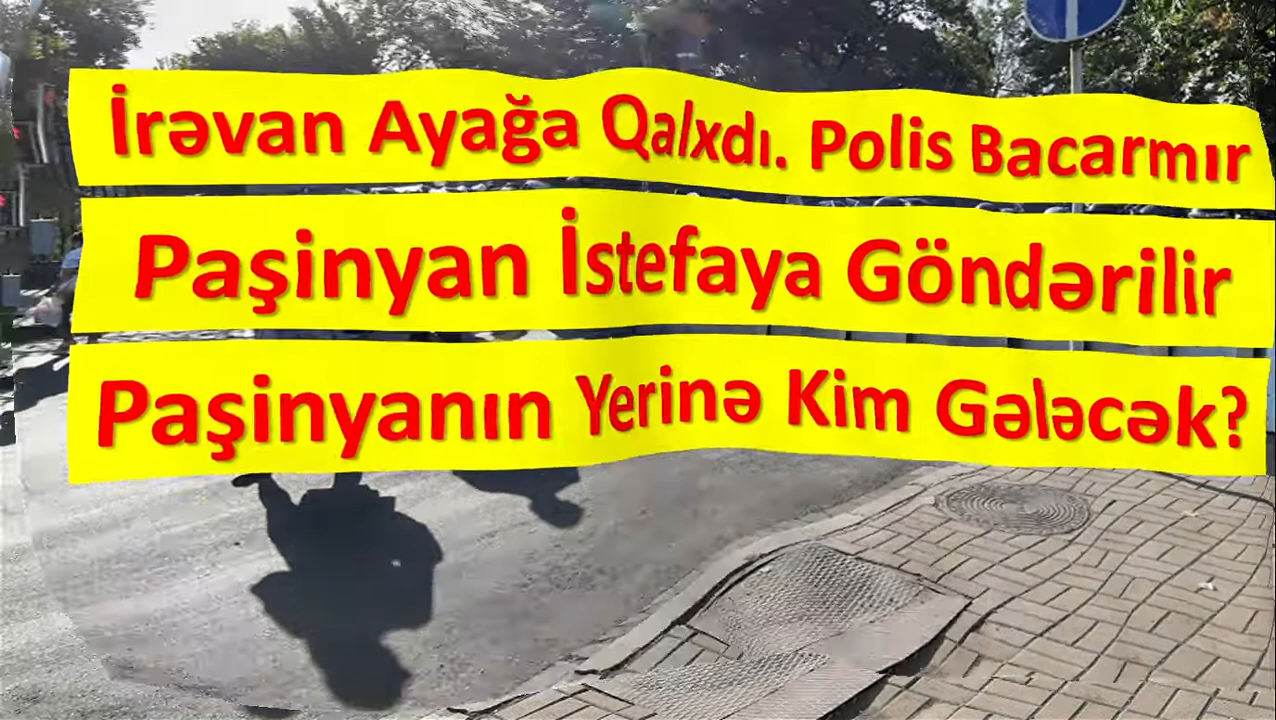 İrəvan Ayağa Qalxdı. Polis Bacarmır
Paşinyan İstefaya Göndərilir
Paşinyanın Yerinə Kim Gələcək?